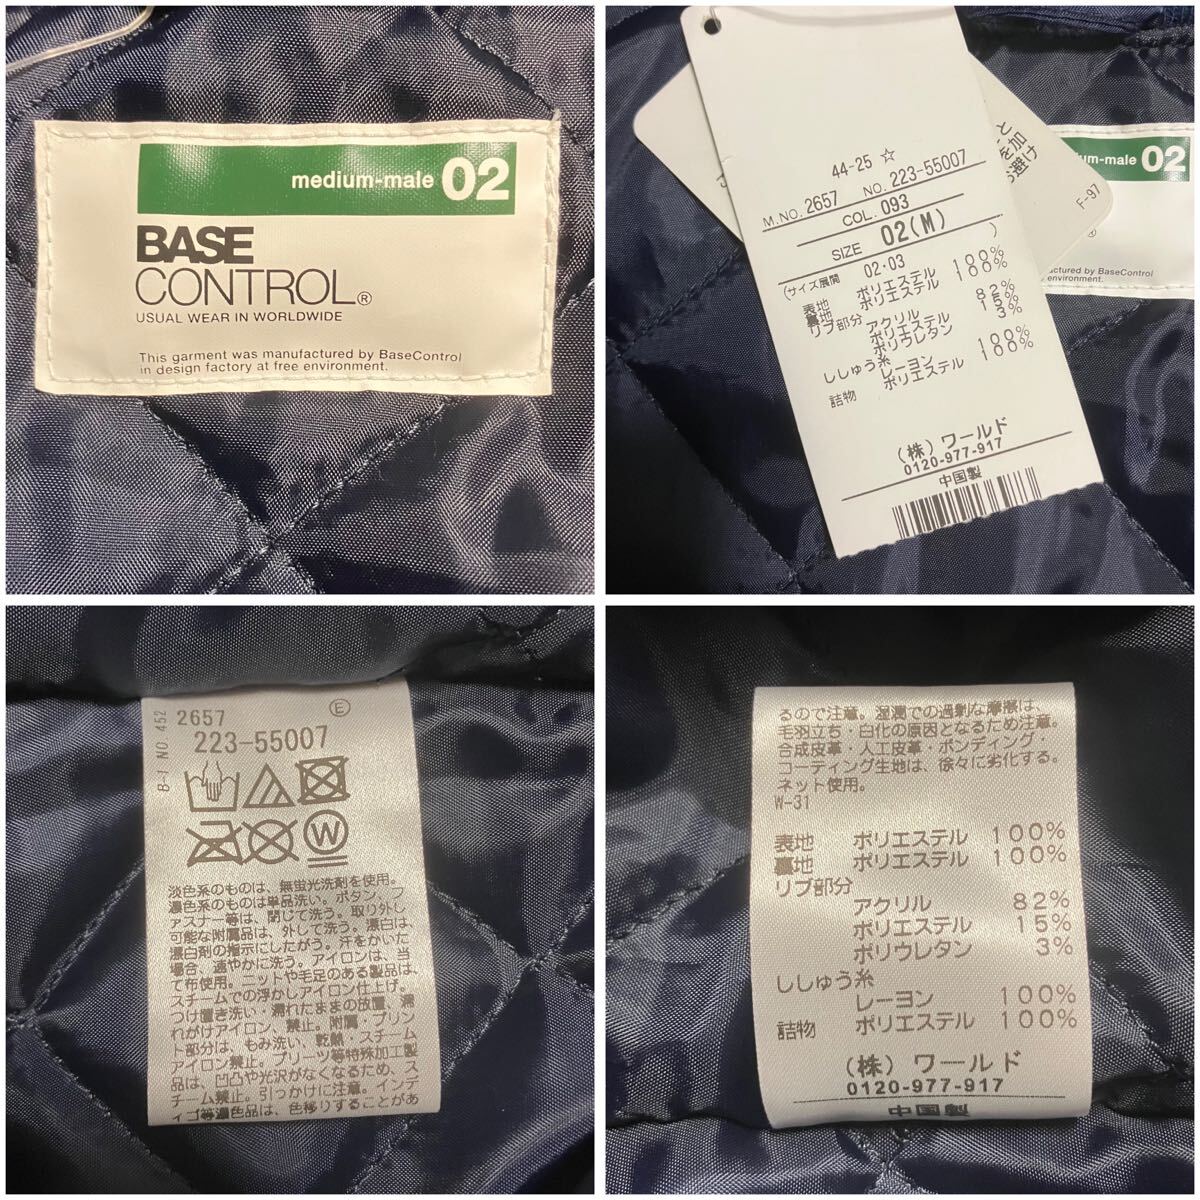 medium-male 02
BASE
CONTROL®
USUAL WEAR IN WORLDWIDE
This garment was manufactured by BaseControl
in design factory at free environment.
44-25 ☆
M.NO. 2657 NO. 223-55007
COL. 093
SIZE 02(M)
(サイズ展開 02・03 )
表地 ポリエステル 100%
裏地 ポリエステル 100%
リブ部分 アクリル 82%
ポリエステル 15%
ポリウレタン 3%
ししゅう糸
レーヨン 100%
詰物 ポリエステル 100%
(株)ワールド
0120-977-917
中国製
と
を加
避け
F-97
um-male 02
®
actured by BaseControl
environment.
B-1 NO 452
2657 Ⓔ
223-55007
W
淡色系のものは、無蛍光洗剤を使用。
濃色系のものは単品洗い。ボタン、フ
ァスナー等は、閉じて洗う。取り外し
可能な附属品は、外して洗う。漂白は
漂白剤の指示にしたがう。汗をかいた
場合、速やかに洗う。アイロンは、当
て布使用。ニットや毛足のある製品は、
スチームでの浮かしアイロン仕上げ。
つけ置き洗い・濡れたままの放置、濡
れがけアイロン、禁止。附属・プリン
ト部分は、もみ洗い、乾熱・スチーム
アイロン禁止。プリーツ等特殊加工製
品は、凹凸や光沢がなくなるため、ス
チーム禁止。引っかけに注意。インデ
ィゴ等濃色品は、色移りすることがあ
るので注意。湿潤での過剰な摩擦は、
毛羽立ち・白化の原因となるため注意。
合成皮革・人工皮革・ボンディング・
コーティング生地は、徐々に劣化する。
ネット使用。
W-31
表地 ポリエステル 100%
裏地 ポリエステル 100%
リブ部分
アクリル 82%
ポリエステル 15%
ポリウレタン 3%
ししゅう糸
レーヨン 100%
詰物 ポリエステル 100%
(株)ワールド
0120-977-917
中国製